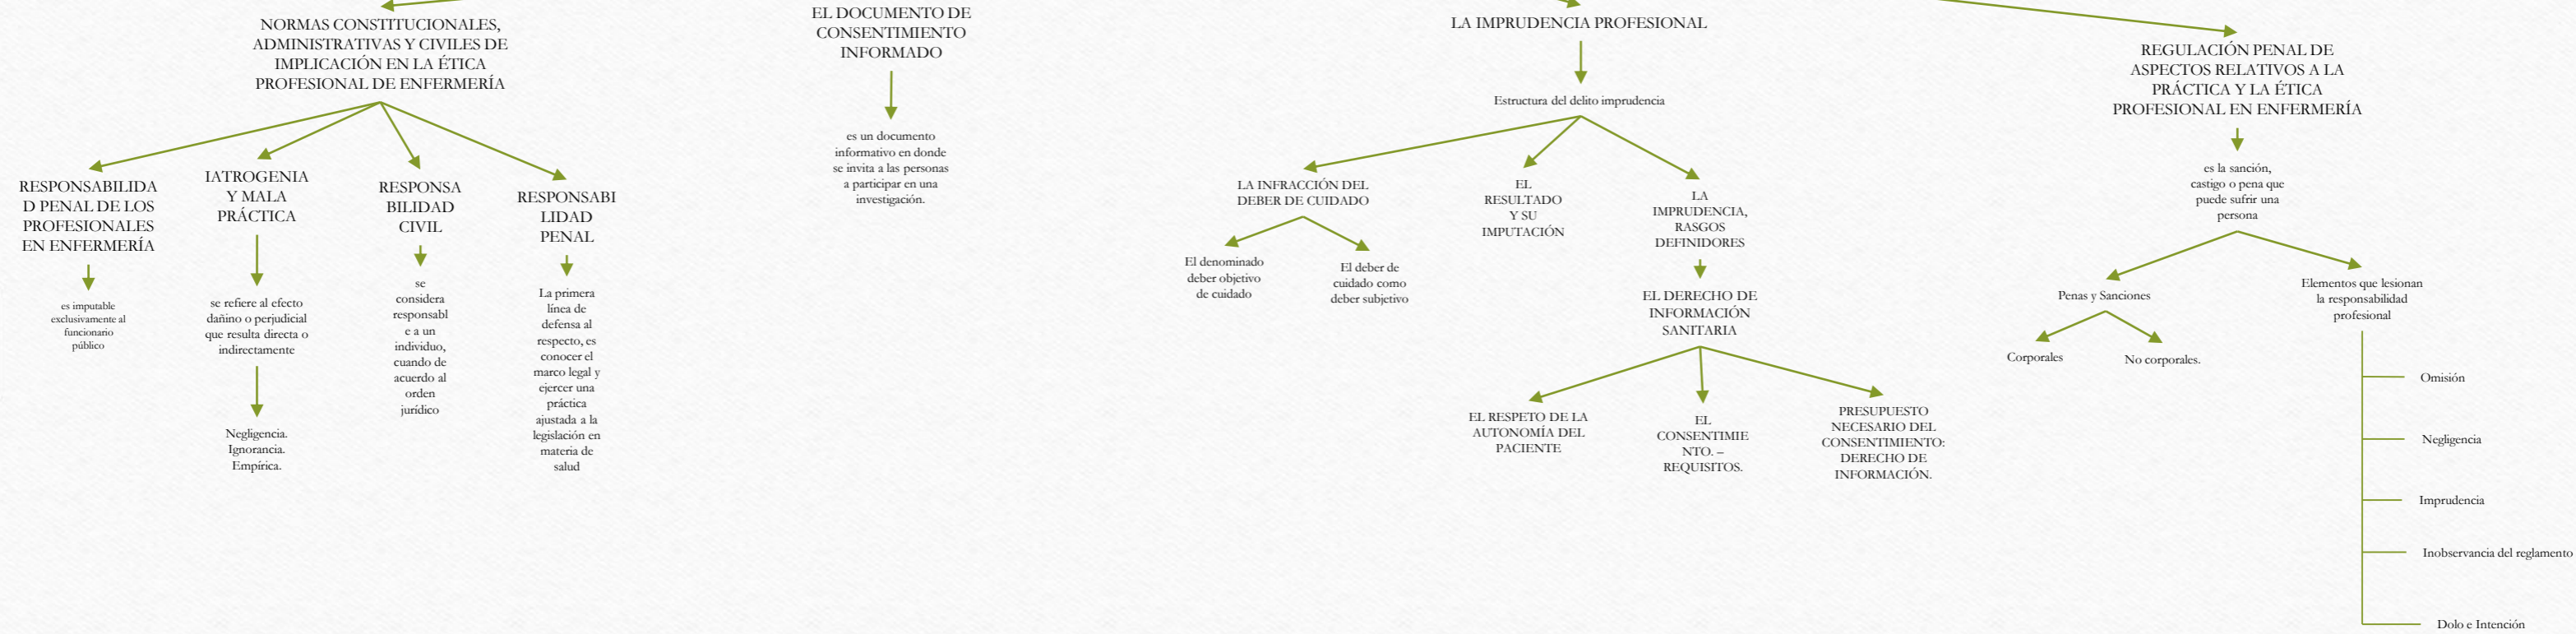 NORMAS CONSTITUCIONALES,
ADMINISTRATIVAS Y CIVILES DE
IMPLICACIÓN EN LA ÉTICA
PROFESIONAL DE ENFERMERÍA
RESPONSABILIDA
D PENAL DE LOS
PROFESIONALES
EN ENFERMERÍA
es imputable
exclusivamente al
funcionario
público
IATROGENIA
Y MALA
PRÁCTICA
se refiere al efecto
dañino o perjudicial
que resulta directa o
indirectamente
Negligencia.
Ignorancia.
Empírica.
RESPONSA
BILIDAD
CIVIL
se
considera
responsabl
e a un
individuo,
cuando de
acuerdo al
orden
jurídico
RESPONSABI
LIDAD
PENAL
La primera
línea de
defensa al
respecto, es
conocer el
marco legal y
ejercer una
práctica
ajustada a la
legislación en
materia de
salud
EL DOCUMENTO DE
CONSENTIMIENTO
INFORMADO
es un documento
informativo en donde
se invita a las personas
a participar en una
investigación.
LA IMPRUDENCIA PROFESIONAL
Estructura del delito imprudencia
LA INFRACCIÓN DEL
DEBER DE CUIDADO
El denominado
deber objetivo
de cuidado
El deber de
cuidado como
deber subjetivo
EL
RESULTADO
Y SU
IMPUTACIÓN
LA
IMPRUDENCIA,
RASGOS
DEFINIDORES
EL DERECHO DE
INFORMACIÓN
SANITARIA
EL RESPETO DE LA
AUTONOMÍA DEL
PACIENTE
EL
CONSENTIMIE
NTO. –
REQUISITOS.
PRESUPUESTO
NECESARIO DEL
CONSENTIMIENTO:
DERECHO DE
INFORMACIÓN.
REGULACIÓN PENAL DE
ASPECTOS RELATIVOS A LA
PRÁCTICA Y LA ÉTICA
PROFESIONAL EN ENFERMERÍA
es la sanción,
castigo o pena que
puede sufrir una
persona
Penas y Sanciones
Corporales
No corporales.
Elementos que lesionan
la responsabilidad
profesional
Omisión
Negligencia
Imprudencia
Inobservancia del reglamento
Dolo e Intención